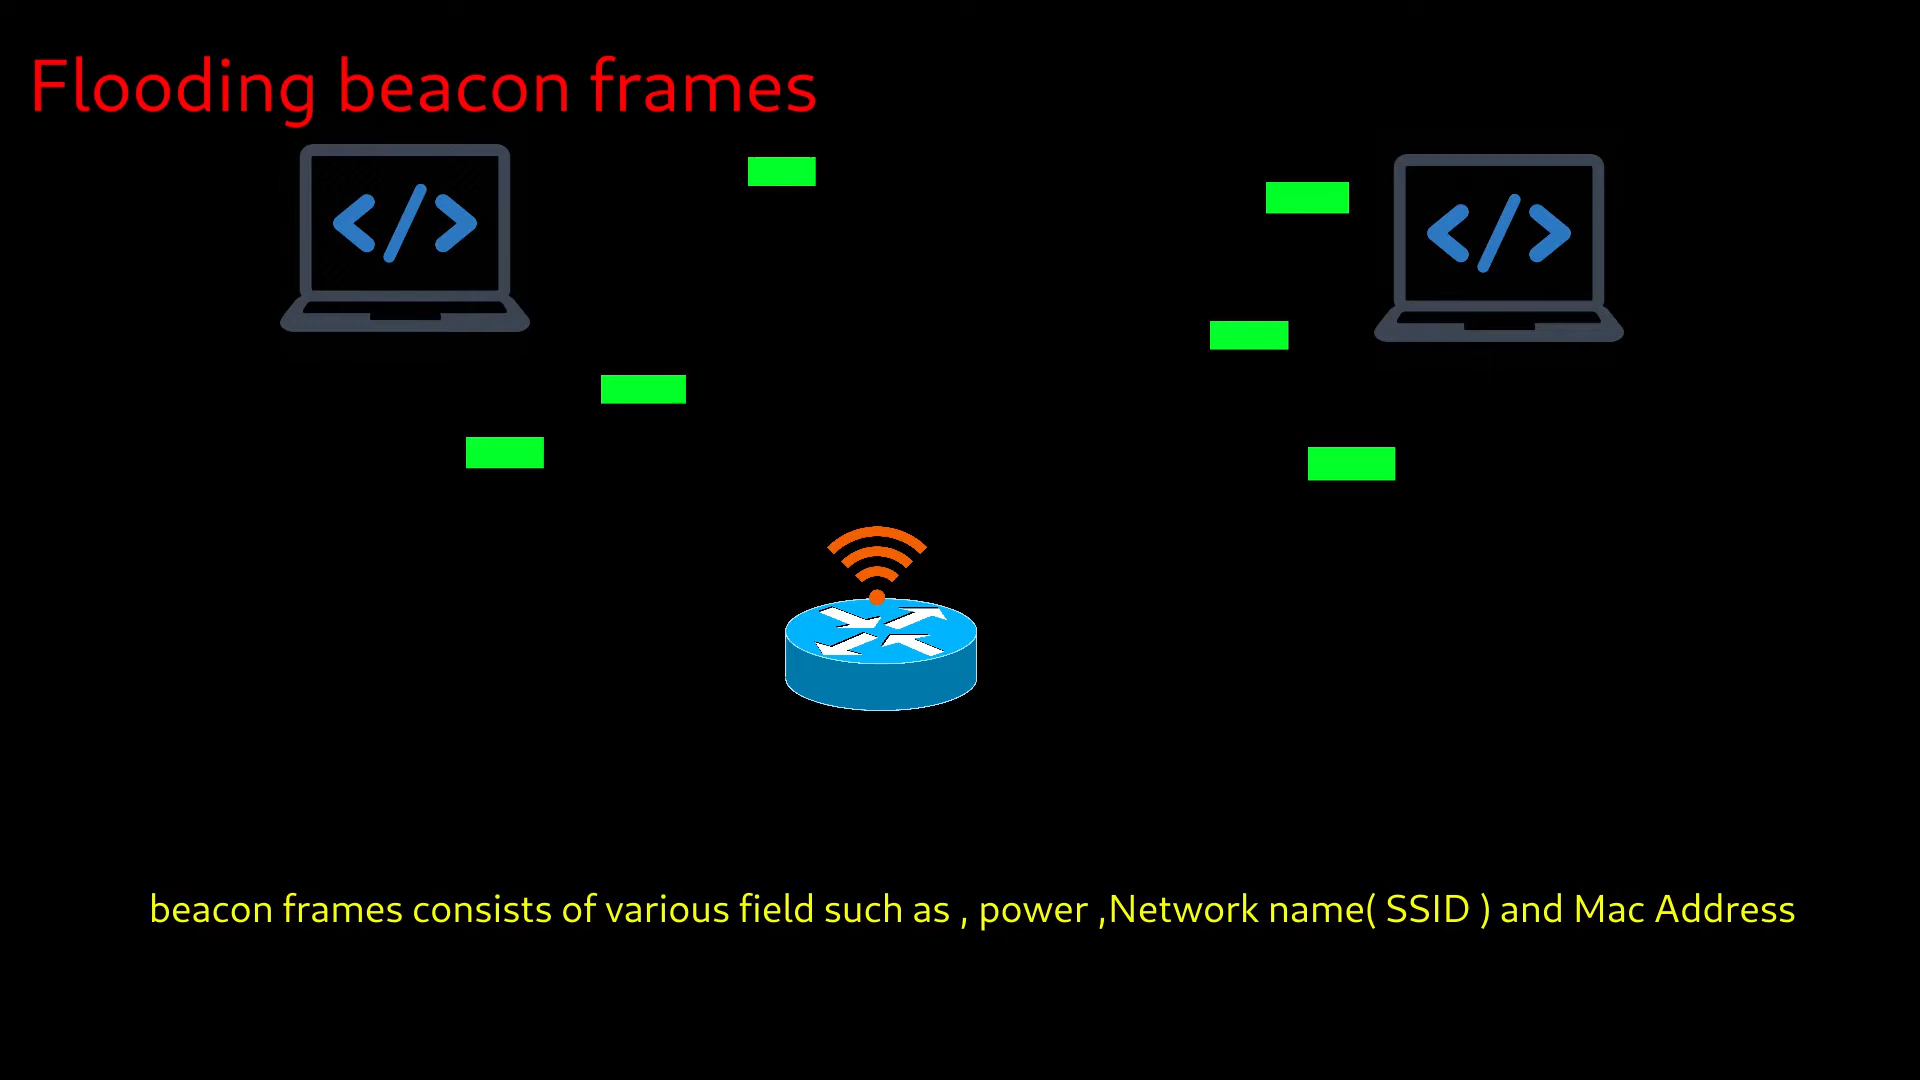 Flooding beacon frames
</>
</>
beacon frames consists of various field such as , power ,Network name( SSID ) and Mac Address